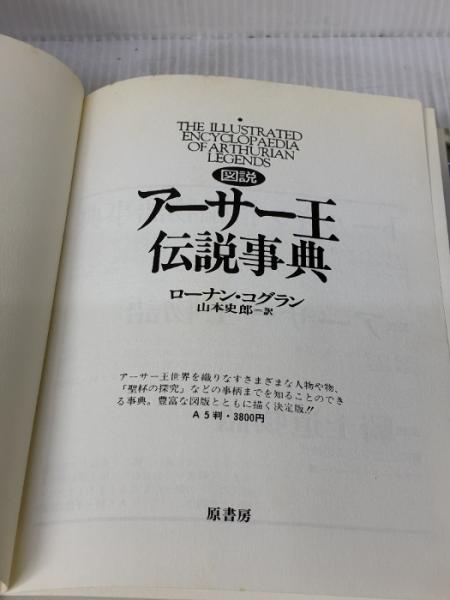 THE ILLUSTRATED
ENCYCLOPAEDIA
OF ARTHURIAN
LEGENDS
図説
アーサー王
伝説事典
ローナン・コグラン
山本史郎=訳
アーサー王世界を織りなすさまざまな人物や物、
「聖杯の探究」などの事柄までを知ることのでき
る事典。豊富な図版とともに描く決定版!!
A5判・3800円
原書房